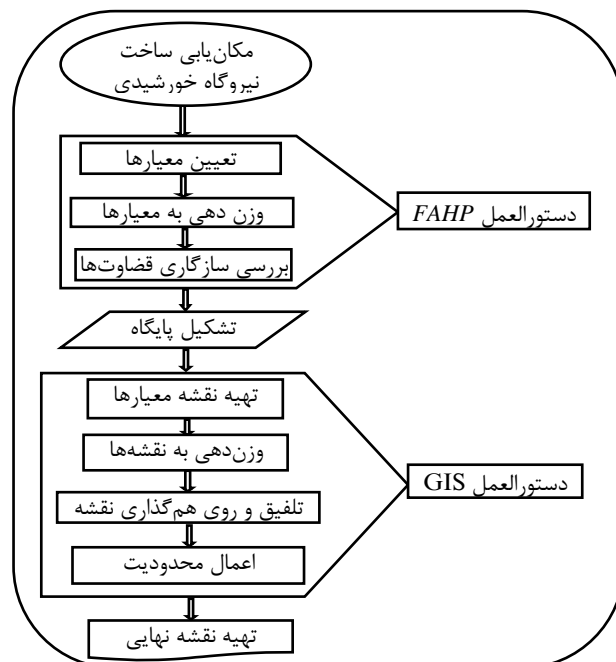 مکان‌یابی ساخت
نیروگاه خورشیدی
تعیین معیارها
وزن دهی به معیارها
بررسی سازگاری قضاوت‌ها
دستورالعمل FAHP
تشکیل پایگاه
تهیه نقشه معیارها
وزن‌دهی به نقشه‌ها
تلفیق و روی هم‌گذاری نقشه
اعمال محدودیت
دستورالعمل GIS
تهیه نقشه نهایی